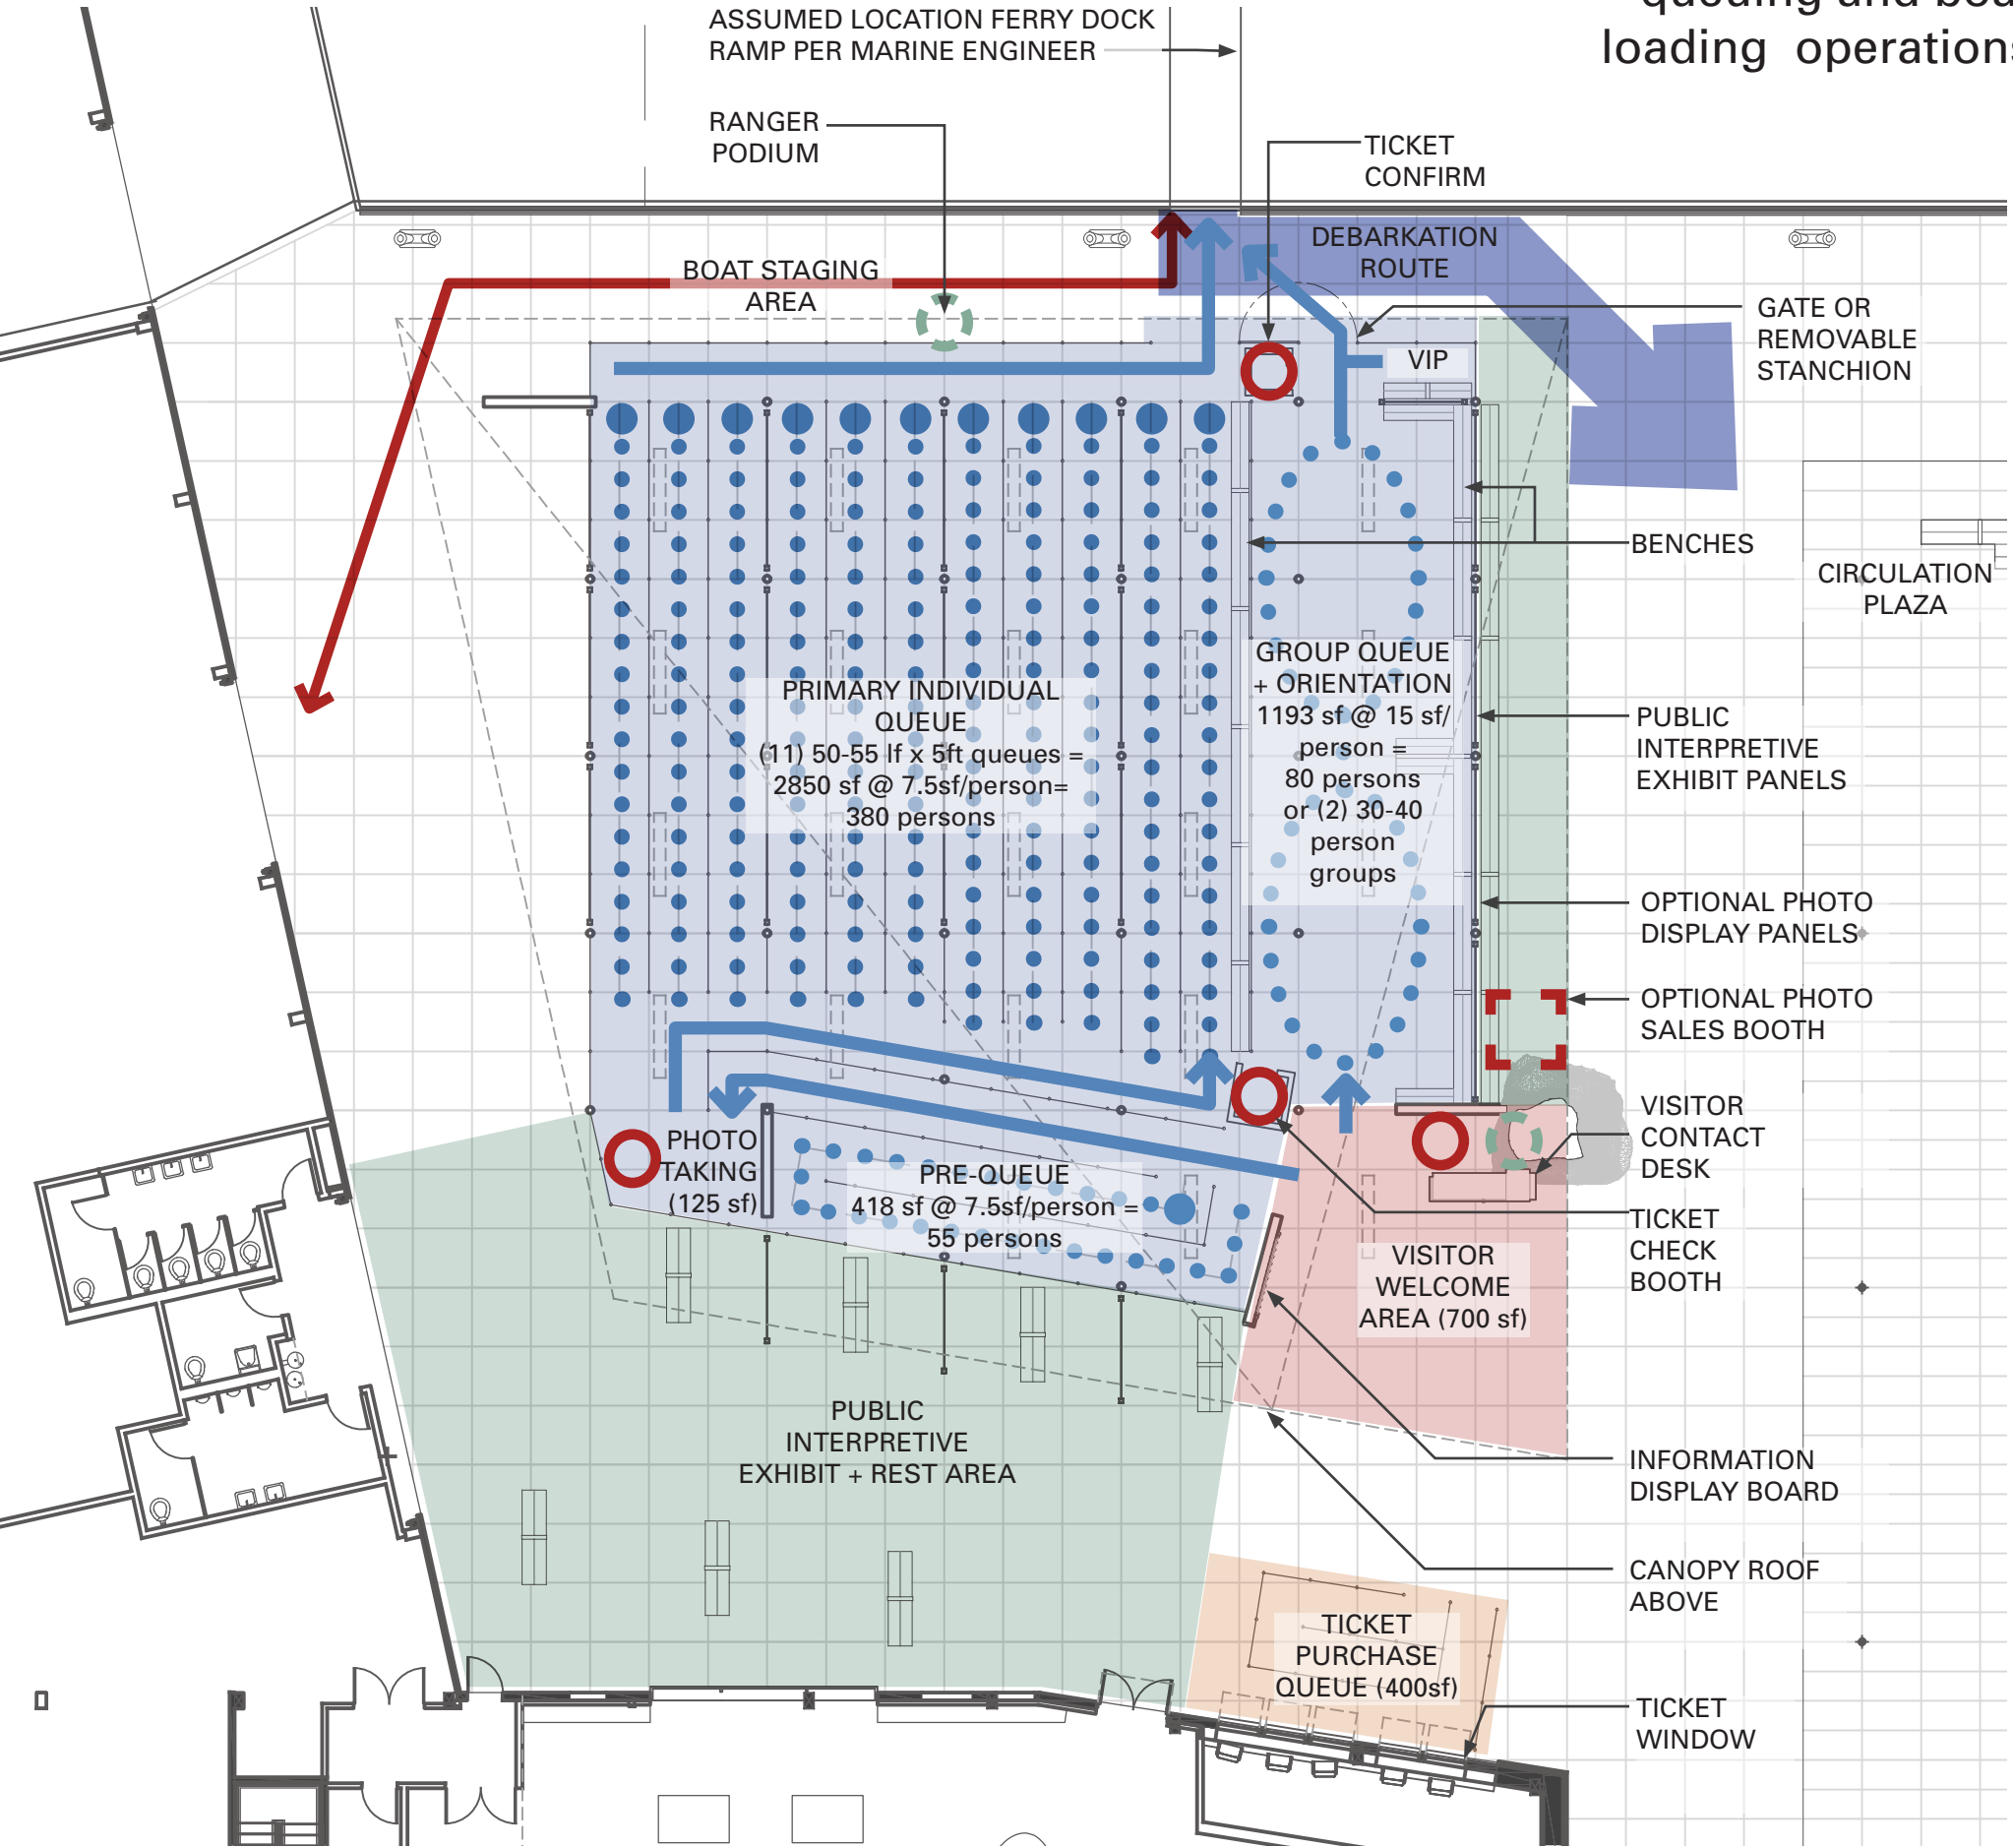 queuing and boa
loading operations
ASSUMED LOCATION FERRY DOCK
RAMP PER MARINE ENGINEER
RANGER
PODIUM
TICKET
CONFIRM
DEBARKATION
ROUTE
BOAT STAGING
AREA
GATE OR
REMOVABLE
STANCHION
VIP
BENCHES
CIRCULATION
PLAZA
PRIMARY INDIVIDUAL
QUEUE
(11) 50-55 lf x 5ft queues =
2850 sf @ 7.5sf/person=
380 persons
GROUP QUEUE
+ ORIENTATION
1193 sf @ 15 sf/
person =
80 persons
or (2) 30-40
person
groups
PUBLIC
INTERPRETIVE
EXHIBIT PANELS
OPTIONAL PHOTO
DISPLAY PANELS
OPTIONAL PHOTO
SALES BOOTH
VISITOR
CONTACT
DESK
PHOTO
TAKING
(125 sf)
PRE-QUEUE
418 sf @ 7.5sf/person =
55 persons
TICKET
CHECK
BOOTH
VISITOR
WELCOME
AREA (700 sf)
PUBLIC
INTERPRETIVE
EXHIBIT + REST AREA
INFORMATION
DISPLAY BOARD
CANOPY ROOF
ABOVE
TICKET
PURCHASE
QUEUE (400sf)
TICKET
WINDOW